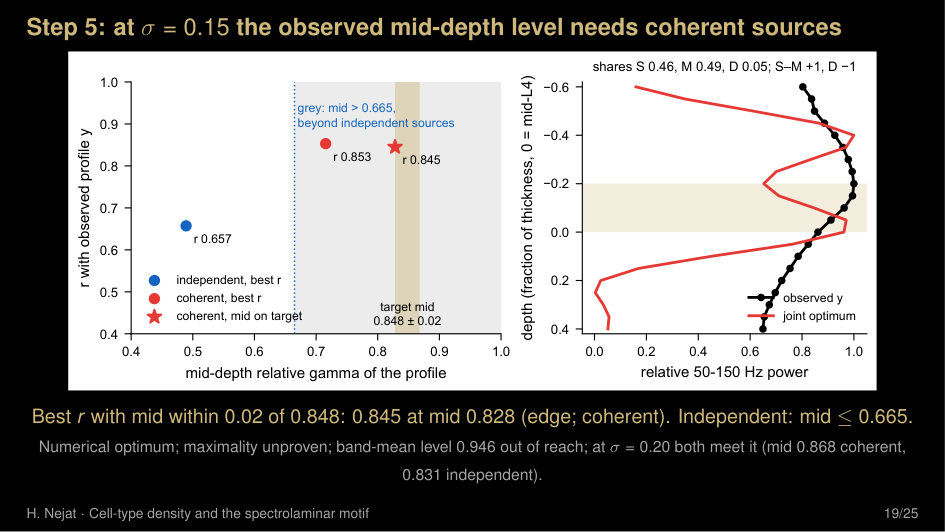 Step 5: at σ = 0.15 the observed mid-depth level needs coherent sources
shares S 0.46, M 0.49, D 0.05; S–M +1, D −1
r with observed profile y
1.0
0.9
0.8
0.7
0.6
0.5
0.4
grey: mid > 0.665,
beyond independent sources
r 0.853
r 0.845
r 0.657
independent, best r
coherent, best r
coherent, mid on target
target mid
0.848 ± 0.02
0.4 0.5 0.6 0.7 0.8 0.9 1.0
mid-depth relative gamma of the profile
depth (fraction of thickness, 0 = mid-L4)
−0.6
−0.4
−0.2
0.0
0.2
0.4
observed y
joint optimum
0.0 0.2 0.4 0.6 0.8 1.0
relative 50-150 Hz power
Best r with mid within 0.02 of 0.848: 0.845 at mid 0.828 (edge; coherent). Independent: mid ≤ 0.665.
Numerical optimum; maximality unproven; band-mean level 0.946 out of reach; at σ = 0.20 both meet it (mid 0.868 coherent,
0.831 independent).
H. Nejat · Cell-type density and the spectrolaminar motif
19/25